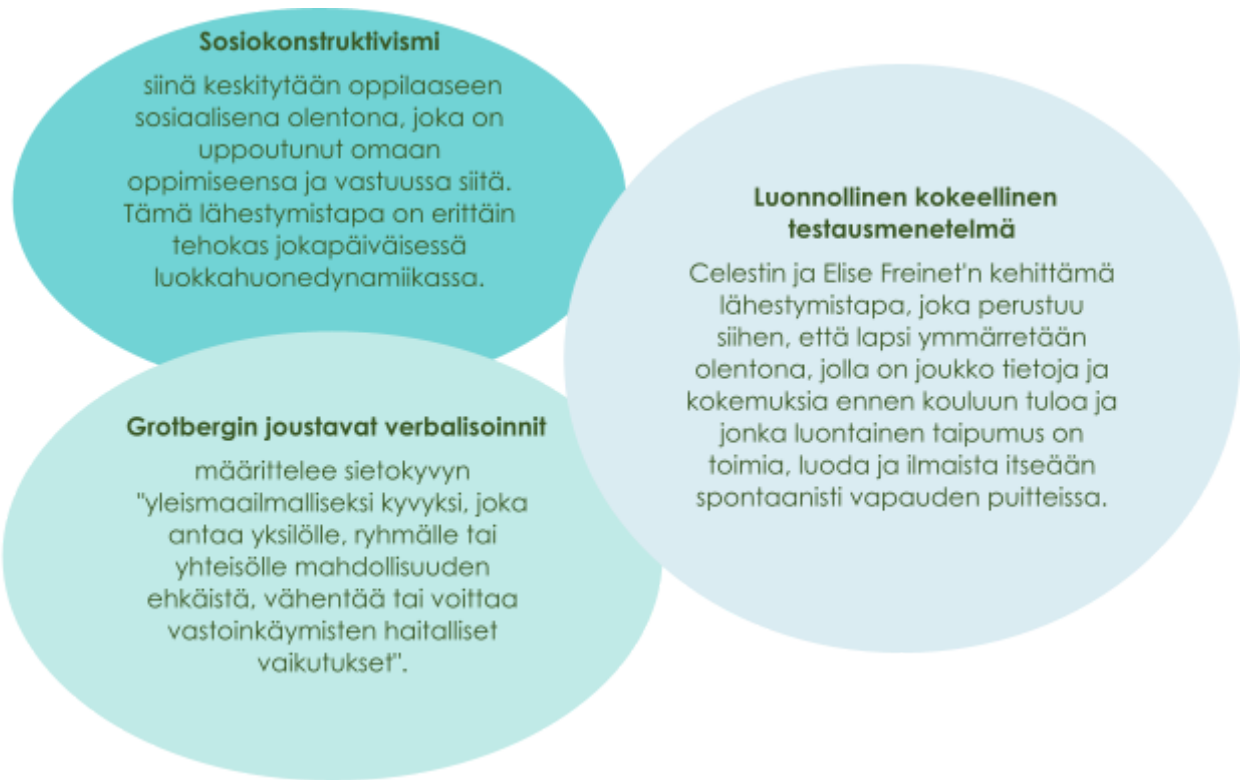 Sosiokonstruktivismi
siinä keskitytään oppilaaseen
sosiaalisena olentona, joka on
uppoutunut omaan
oppimiseensa ja vastuussa siitä.
Tämä lähestymistapa on erittäin
tehokas jokapäiväisessä
luokkahuonedynamiikassa.
Grotbergin joustavat verbalisoinnit
määrittelee sietokyvyn
"yleismaailmalliseksi kyvyksi, joka
antaa yksilölle, ryhmälle tai
yhteisölle mahdollisuuden
ehkäistä, vähentää tai voittaa
vastoinkäymisten haitalliset
vaikutukset".
Luonnollinen kokeellinen
testausmenetelmä
Celestin ja Elise Freinet'n kehittämä
lähestymistapa, joka perustuu
siihen, että lapsi ymmärretään
olentona, jolla on joukko tietoja ja
kokemuksia ennen kouluun tuloa ja
jonka luontainen taipumus on
toimia, luoda ja ilmaista itseään
spontaanisti vapauden puitteissa.